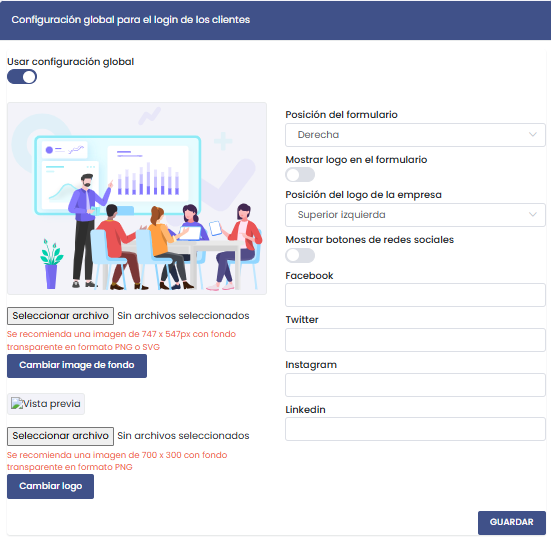 Configuración global para el login de los clientes
Usar configuración global
Posición del formulario
Derecha
Mostrar logo en el formulario
Posición del logo de la empresa
Superior izquierda
Mostrar botones de redes sociales
Facebook
Twitter
Instagram
Linkedin
Seleccionar archivo Sin archivos seleccionados
Se recomienda una imagen de 747 x 547px con fondo
transparente en formato PNG o SVG
Cambiar image de fondo
Vista previa
Seleccionar archivo Sin archivos seleccionados
Se recomienda una imagen de 700 x 300 con fondo
transparente en formato PNG
Cambiar logo
GUARDAR